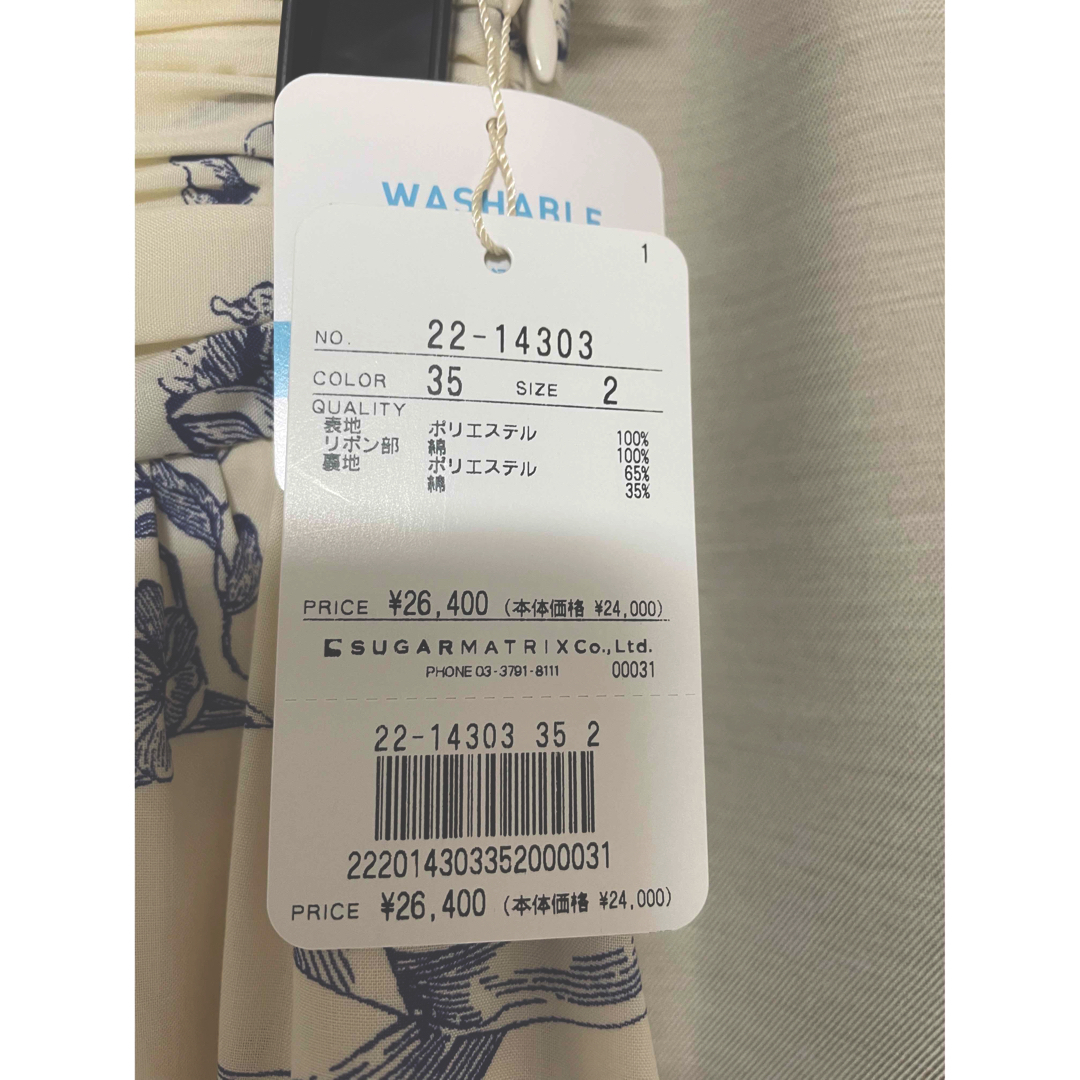 WASHABLE
1
NO. 22-14303
COLOR 35 SIZE 2
QUALITY
表地 ポリエステル 100%
リボン部 綿 100%
裏地 ポリエステル 65%
綿 35%
PRICE ¥26,400 (本体価格 ¥24,000)
SUGARMATRIX Co., Ltd.
PHONE 03-3791-8111 00031
22-14303 35 2
222014303352000031
PRICE ¥26,400 (本体価格 ¥24,000)